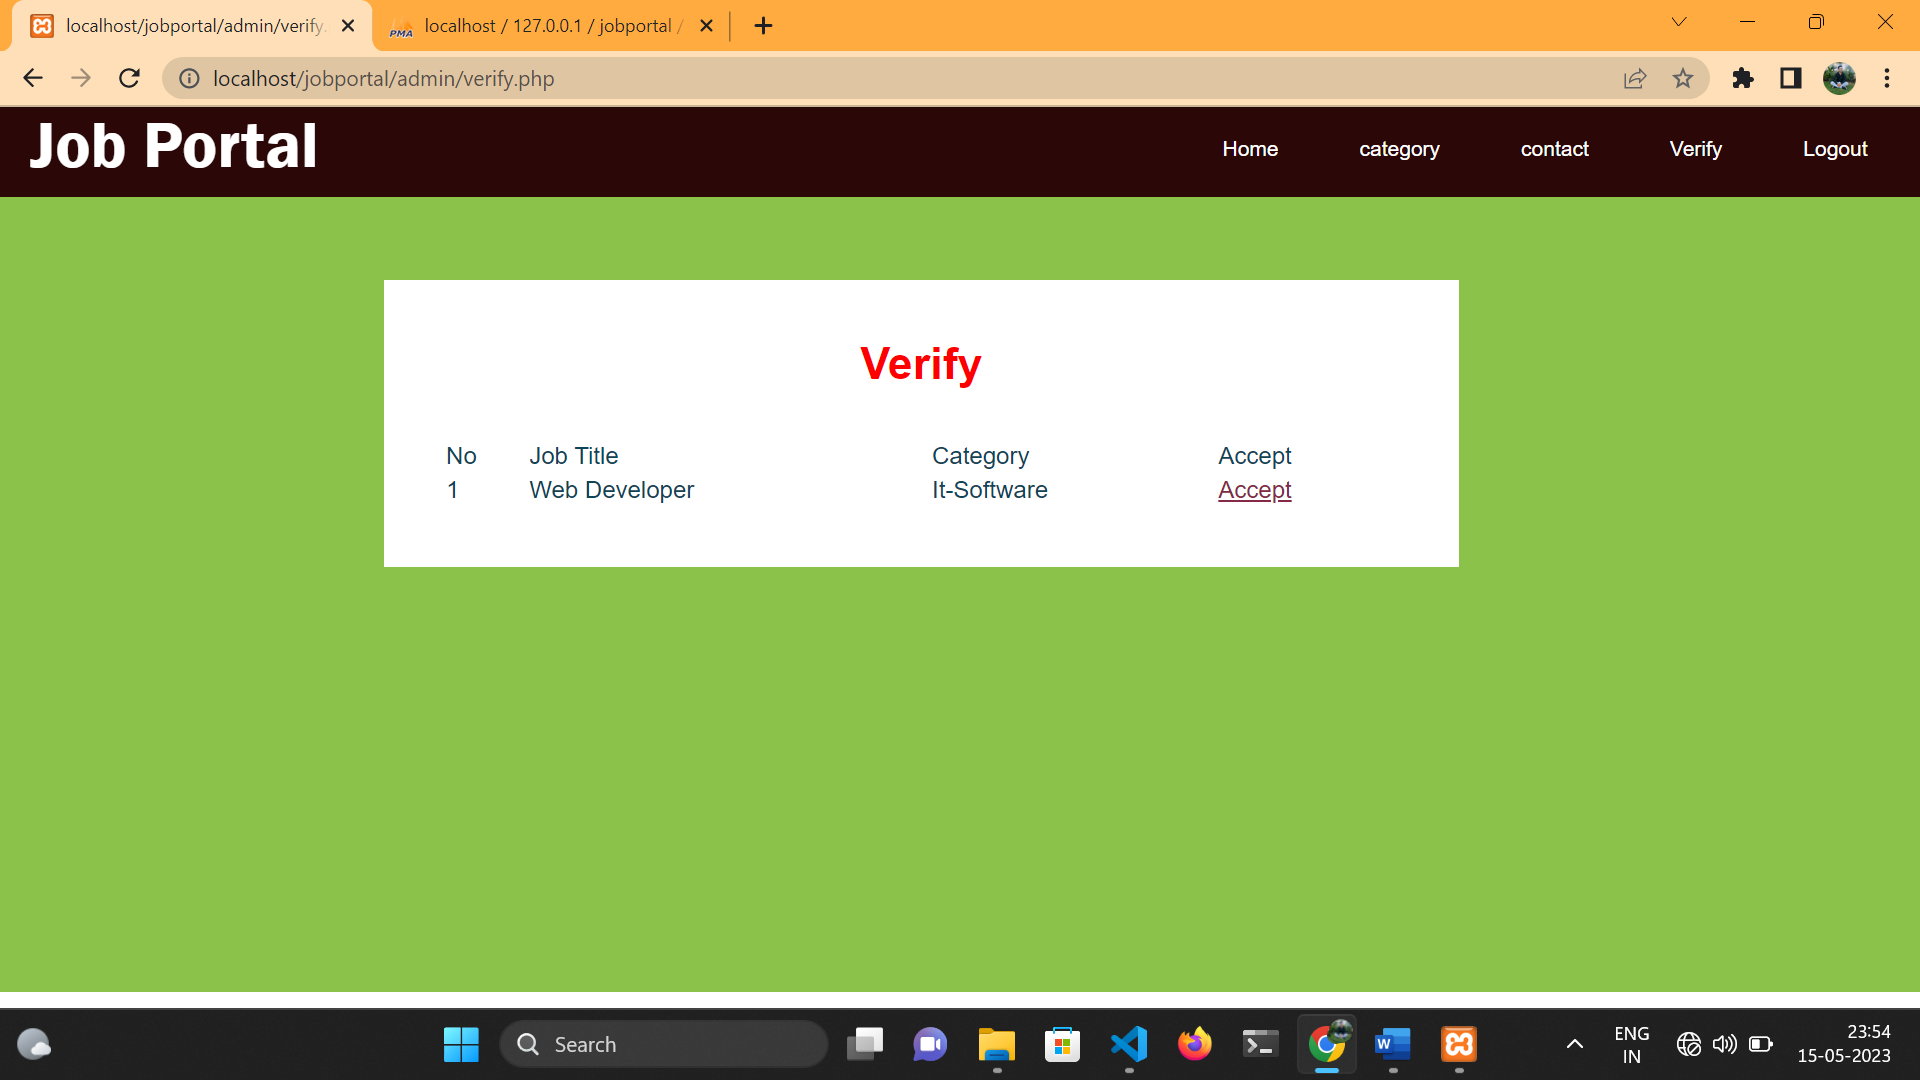 localhost/jobportal/admin/verify.
localhost / 127.0.0.1 / jobportal /
localhost/jobportal/admin/verify.php
Job Portal
Home category contact Verify Logout
Verify
No Job Title Category Accept
1 Web Developer It-Software Accept
Search
ENG
IN
23:54
15-05-2023